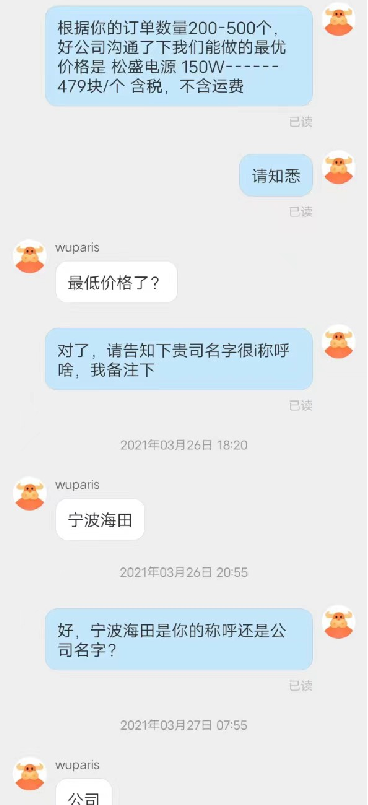 根据你的订单数量200-500个，
好公司沟通了下我们能做的最优
价格是 松盛电源 150W------
479块/个 含税，不含运费
已读
请知悉
已读
wuparis
最低价格了？
对了，请告知下贵司名字很i称呼
啥，我备注下
已读
2021年03月26日 18:20
wuparis
宁波海田
2021年03月26日 20:55
好，宁波海田是你的称呼还是公
司名字？
已读
2021年03月27日 07:55
wuparis
公司